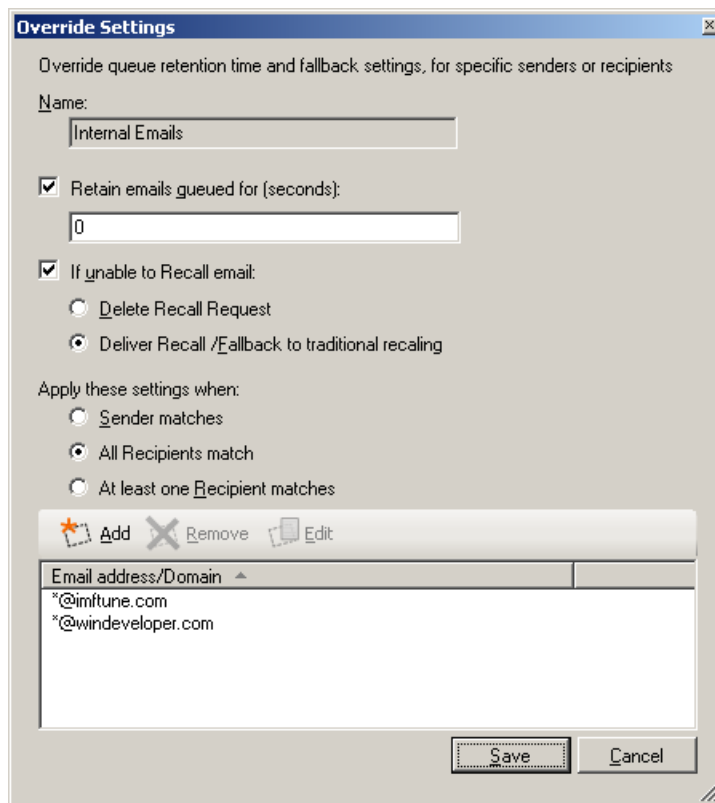 Override Settings
Override queue retention time and fallback settings, for specific senders or recipients
Name:
Internal Emails
Retain emails queued for (seconds):
0
If unable to Recall email:
Delete Recall Request
Deliver Recall /Fallback to traditional recaling
Apply these settings when:
Sender matches
All Recipients match
At least one Recipient matches
Add Remove Edit
Email address/Domain
*@imftune.com
*@windeveloper.com
Save Cancel